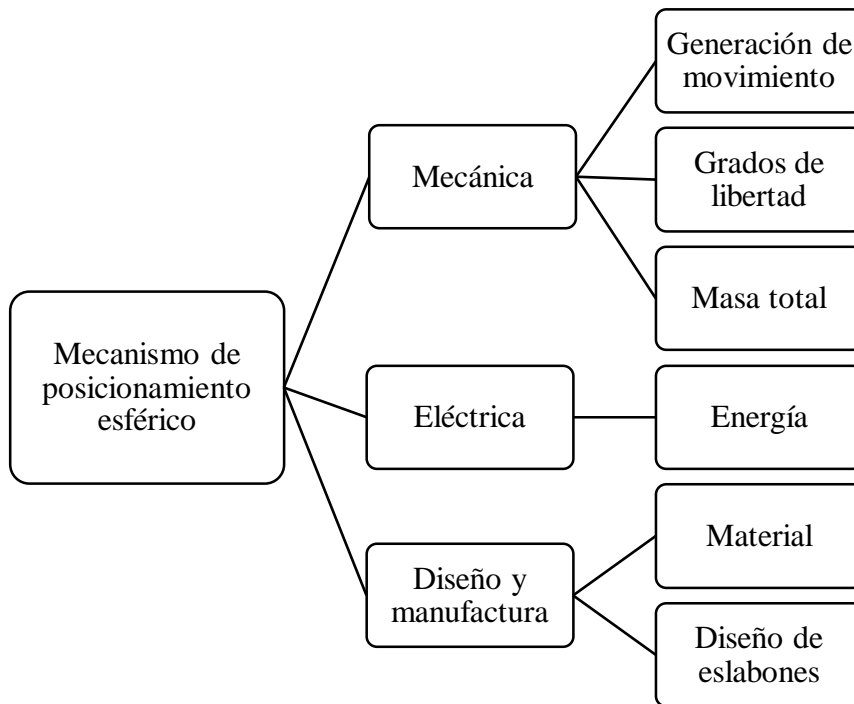 Mecanismo de
posicionamiento
esférico
Mecánica
Generación de
movimiento
Grados de
libertad
Masa total
Eléctrica
Energía
Diseño y
manufactura
Material
Diseño de
eslabones